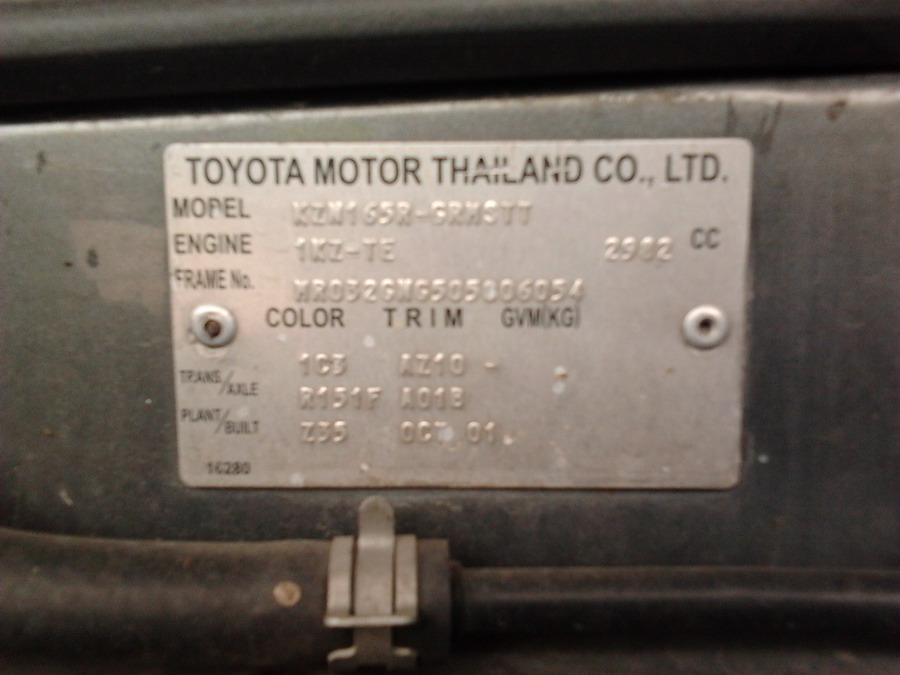 TOYOTA MOTOR THAILAND CO., LTD.
MODEL KZN165R-GRMSTT
ENGINE 1KZ-TE 2982 CC
FRAME No. MR032GNG505006054
COLOR TRIM GVM(KG)
1C3 AZ10 -
TRANS/AXLE R151F A01B
PLANT/BUILT Z35 OCT 01
16280